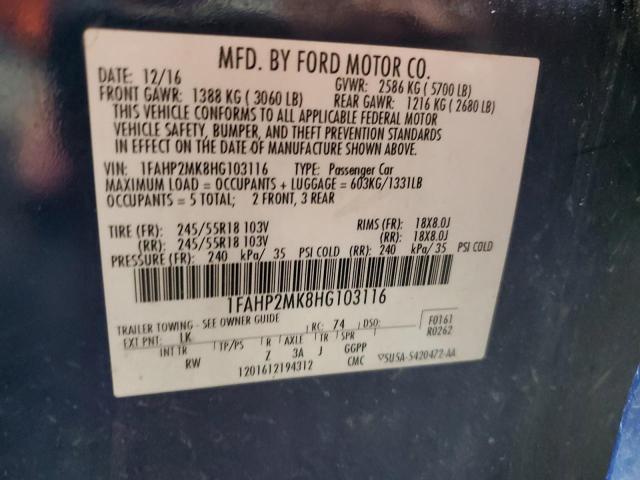 MFD. BY FORD MOTOR CO.
DATE: 12/16 GVWR: 2586 KG ( 5700 LB)
FRONT GAWR: 1388 KG ( 3060 LB) REAR GAWR: 1216 KG ( 2680 LB)
THIS VEHICLE CONFORMS TO ALL APPLICABLE FEDERAL MOTOR
VEHICLE SAFETY, BUMPER, AND THEFT PREVENTION STANDARDS
IN EFFECT ON THE DATE OF MANUFACTURE SHOWN ABOVE.
VIN: 1FAHP2MK8HG103116 TYPE: Passenger Car
MAXIMUM LOAD = OCCUPANTS + LUGGAGE = 603KG/1331LB
OCCUPANTS = 5 TOTAL; 2 FRONT, 3 REAR
TIRE (FR): 245/55R18 103V RIMS (FR): 18X8.0J
(RR): 245/55R18 103V (RR): 18X8.0J
PRESSURE (FR): 240 kPa/ 35 PSI COLD (RR): 240 kPa/ 35 PSI COLD
1FAHP2MK8HG103116
TRAILER TOWING - SEE OWNER GUIDE
EXT PNT: LK RC: 74 DSO: F0161
INT TR TP/PS R AXLE TR SPR R0262
RW Z 3A J GGPP
1201612194312 CMC 5U5A-5420472-AA